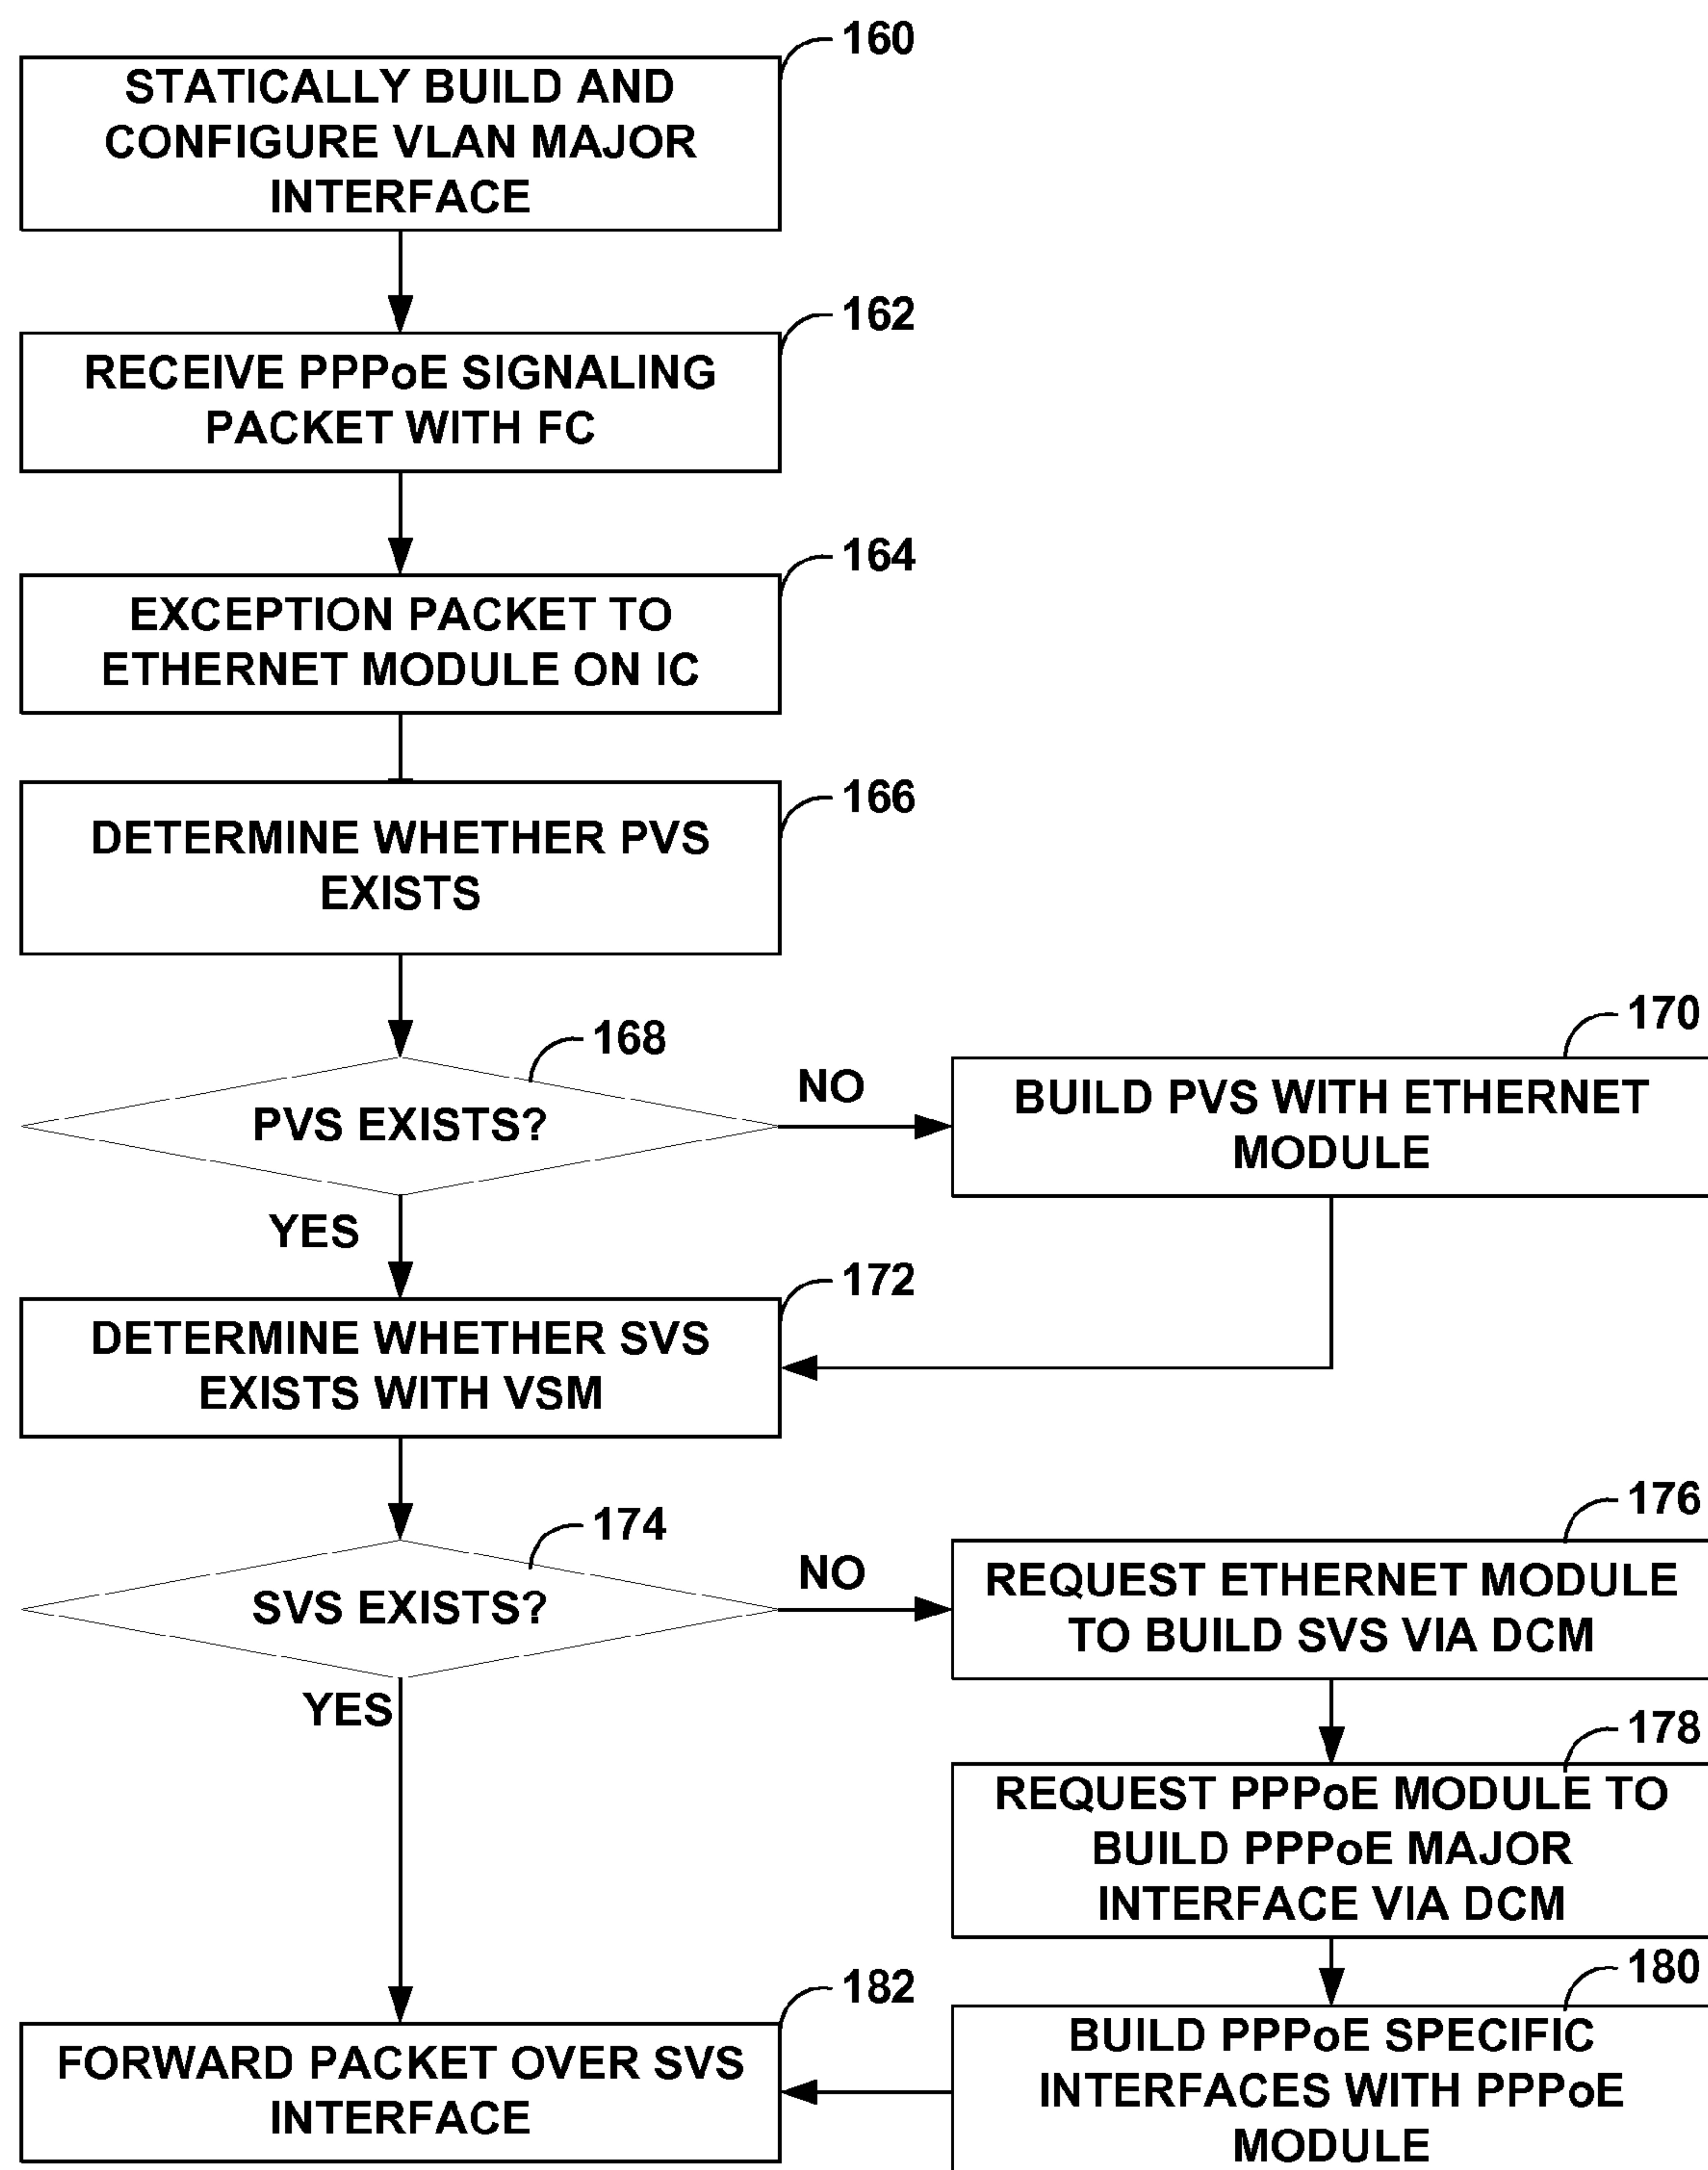 160
STATICALLY BUILD AND
CONFIGURE VLAN MAJOR
INTERFACE
162
RECEIVE PPPoE SIGNALING
PACKET WITH FC
164
EXCEPTION PACKET TO
ETHERNET MODULE ON IC
166
DETERMINE WHETHER PVS
EXISTS
168
PVS EXISTS?
NO
170
BUILD PVS WITH ETHERNET
MODULE
YES
172
DETERMINE WHETHER SVS
EXISTS WITH VSM
174
SVS EXISTS?
NO
176
REQUEST ETHERNET MODULE
TO BUILD SVS VIA DCM
YES
178
REQUEST PPPoE MODULE TO
BUILD PPPoE MAJOR
INTERFACE VIA DCM
180
BUILD PPPoE SPECIFIC
INTERFACES WITH PPPoE
MODULE
182
FORWARD PACKET OVER SVS
INTERFACE